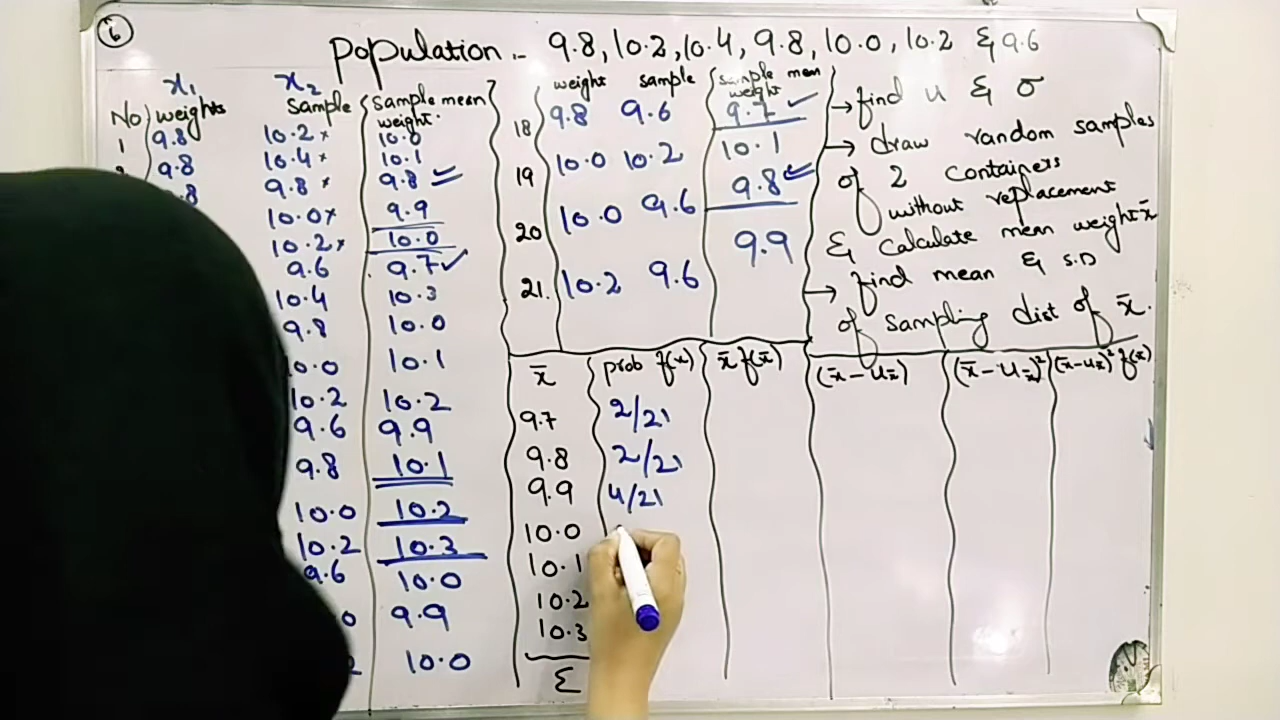 6
Population :- 9.8, 10.2, 10.4, 9.8, 10.0, 10.2 & 9.6
x₁ x₂
No weights sample sample mean weight.
1 9.8 10.2 × 10.0
9.8 10.4 × 10.1
.8 9.8 × 9.8
10.0 × 9.9
10.2 × 10.0
9.6 9.7 ✓
10.4 10.3
9.8 10.0
10.0 10.1
10.2 10.2
9.6 9.9
9.8 10.1
10.0 10.2
10.2 10.3
9.6 10.0
0 9.9
10.0
weight sample sample mean weight
18 9.8 9.6 9.7 ✓
19 10.0 10.2 10.1
20 10.0 9.6 9.8 ✓
21. 10.2 9.6 9.9
→ find u & σ
→ draw random samples
of 2 containers
without replacement
& calculate mean weight x̄
→ find mean & S.D
of sampling dist of x̄.
x̄ prob f(x) x̄ f(x̄) (x̄ - ux̄) (x̄ - ux̄)² (x̄ - ux̄)² f(x̄)
9.7 2/21
9.8 2/21
9.9 4/21
10.0
10.1
10.2
10.3
Σ